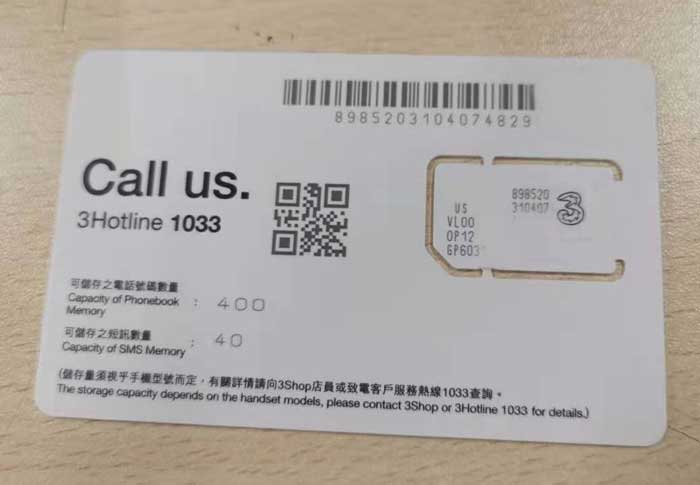 8985203104074829
Call us.
3Hotline 1033
898520
310407
3
US
VL00
OP12
GP603
可儲存之電話號碼數量
Capacity of Phonebook
Memory
: 400
可儲存之短訊數量
Capacity of SMS Memory : 40
(儲存量須視乎手機型號而定，有關詳情請向3Shop店員或致電客戶服務熱線1033查詢。
The storage capacity depends on the handset models, please contact 3Shop or 3Hotline 1033 for details.)